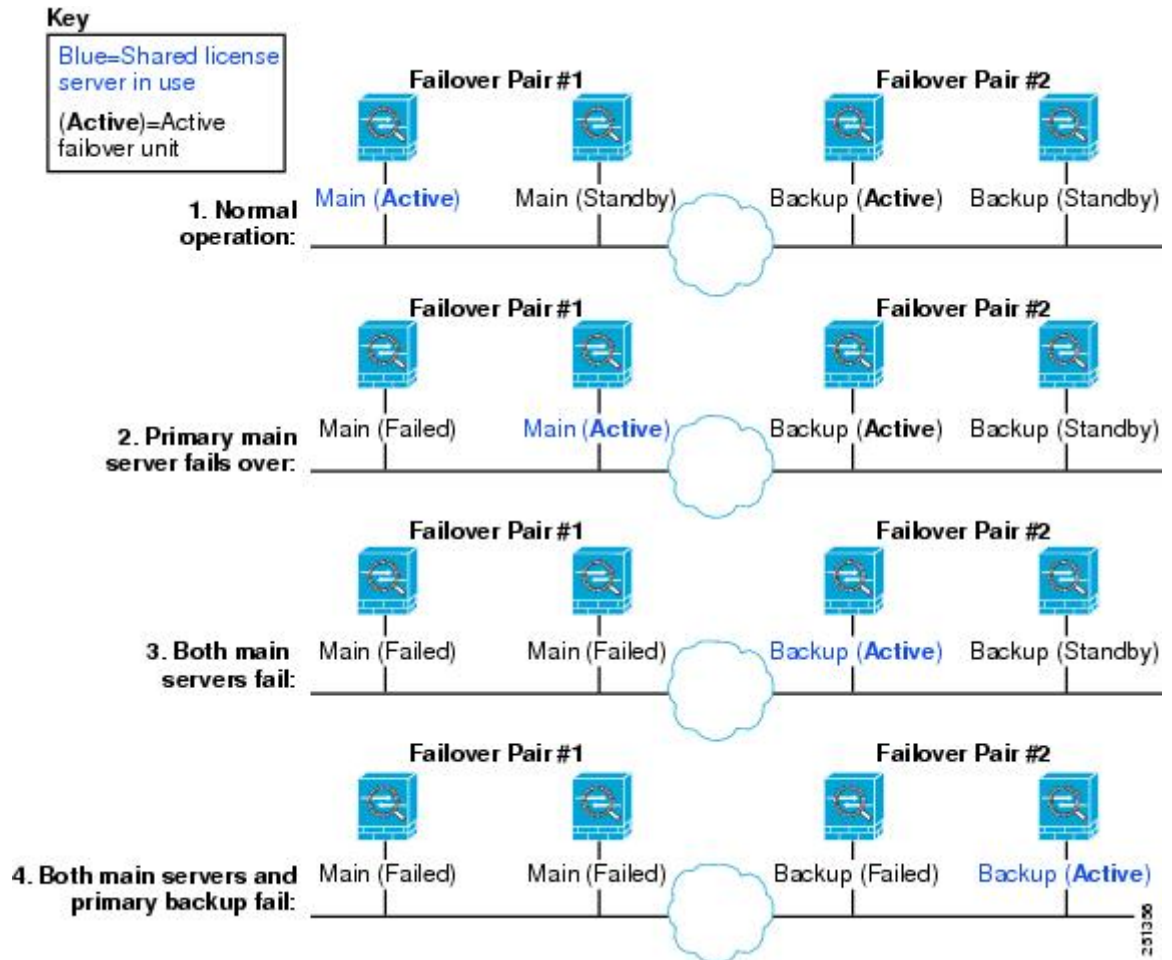 Key
Blue=Shared license
server in use
(Active)=Active
failover unit
Failover Pair #1
Failover Pair #2
1. Normal
operation:
Main (Active)
Main (Standby)
Backup (Active)
Backup (Standby)
Failover Pair #1
Failover Pair #2
2. Primary main
server fails over:
Main (Failed)
Main (Active)
Backup (Active)
Backup (Standby)
Failover Pair #1
Failover Pair #2
3. Both main
servers fail:
Main (Failed)
Main (Failed)
Backup (Active)
Backup (Standby)
Failover Pair #1
Failover Pair #2
4. Both main servers and
primary backup fail:
Main (Failed)
Main (Failed)
Backup (Failed)
Backup (Active)
251356